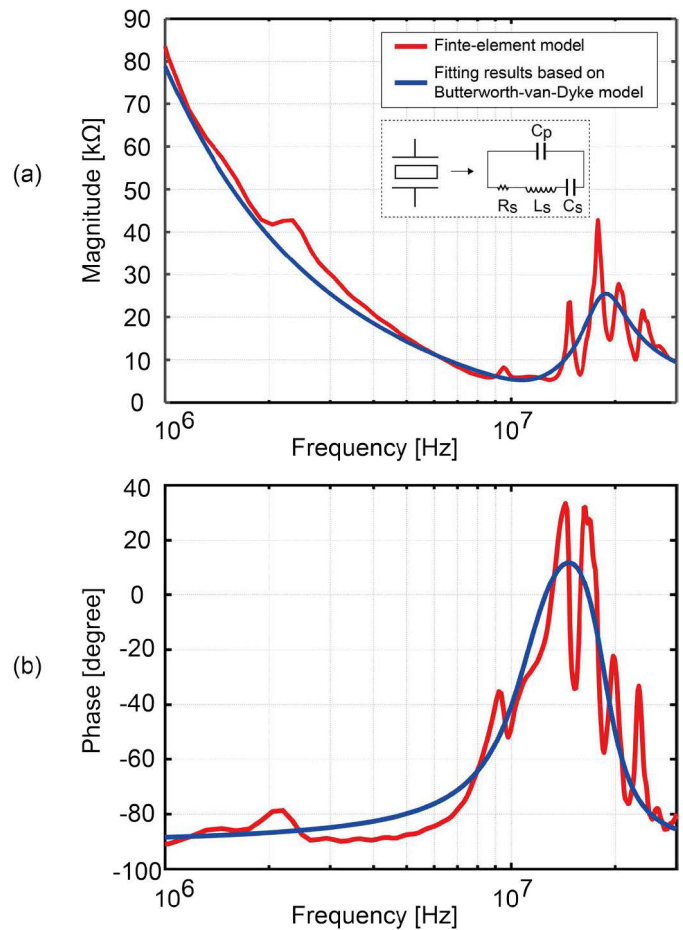 (a)
Magnitude [kΩ]
90
80
70
60
50
40
30
20
10
0
Finte-element model
Fitting results based on
Butterworth-van-Dyke model
Cp
Rs Ls Cs
10^6
10^7
Frequency [Hz]
(b)
Phase [degree]
40
20
0
-20
-40
-60
-80
-100
10^6
10^7
Frequency [Hz]